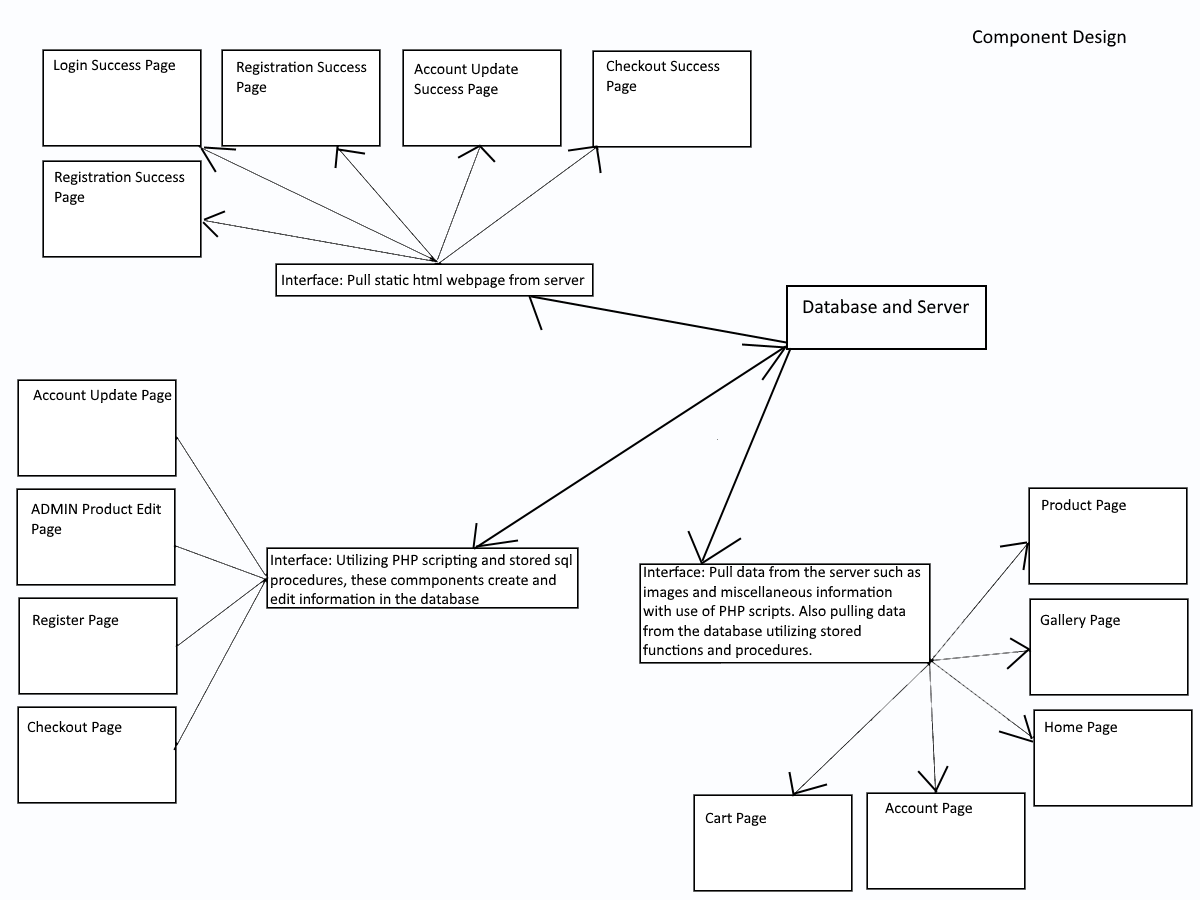 Component Design
Login Success Page
Registration Success
Page
Account Update
Success Page
Checkout Success
Page
Registration Success
Page
Interface: Pull static html webpage from server
Database and Server
Account Update Page
ADMIN Product Edit
Page
Register Page
Checkout Page
Interface: Utilizing PHP scripting and stored sql
procedures, these commponents create and
edit information in the database
Interface: Pull data from the server such as
images and miscellaneous information
with use of PHP scripts. Also pulling data
from the database utilizing stored
functions and procedures.
Product Page
Gallery Page
Home Page
Cart Page
Account Page